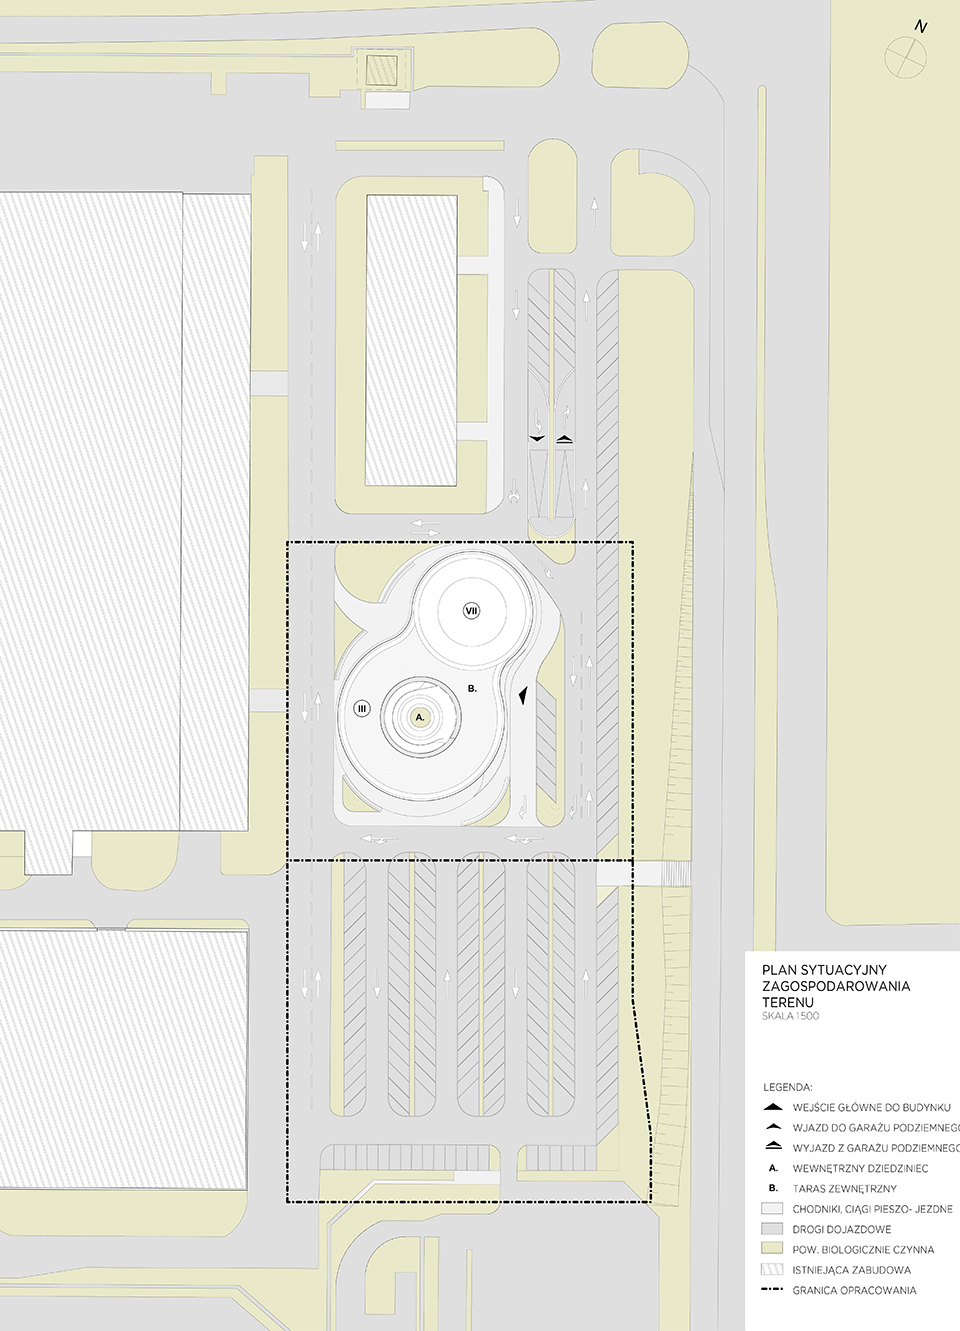 N
VII
B.
III
A.
PLAN SYTUACYJNY
ZAGOSPODAROWANIA
TERENU
SKALA 1:500
LEGENDA:
WEJŚCIE GŁÓWNE DO BUDYNKU
WJAZD DO GARAŻU PODZIEMNEGO
WYJAZD Z GARAŻU PODZIEMNEGO
A. WEWNĘTRZNY DZIEDZINIEC
B. TARAS ZEWNĘTRZNY
CHODNIKI, CIĄGI PIESZO- JEZDNE
DROGI DOJAZDOWE
POW. BIOLOGICZNIE CZYNNA
ISTNIEJĄCA ZABUDOWA
GRANICA OPRACOWANIA